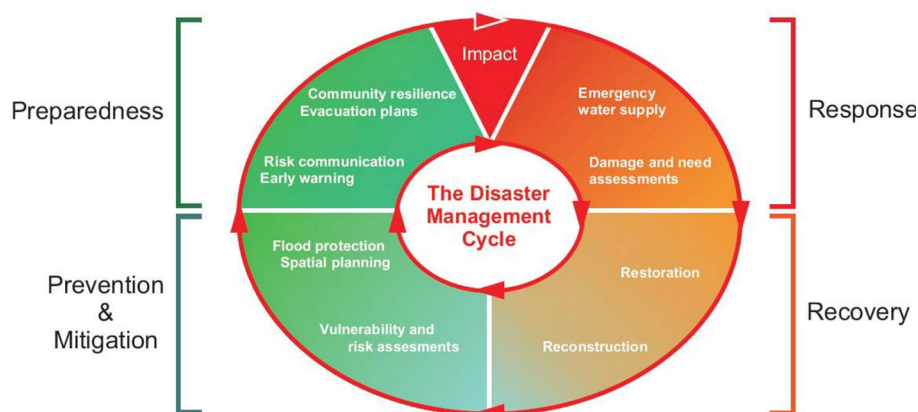 Impact
Preparedness
Community resilience
Evacuation plans
Risk communication
Early warning
Emergency
water supply
Damage and need
assessments
Response
The Disaster
Management
Cycle
Prevention
&
Mitigation
Flood protection
Spatial planning
Vulnerability and
risk assesments
Restoration
Reconstruction
Recovery